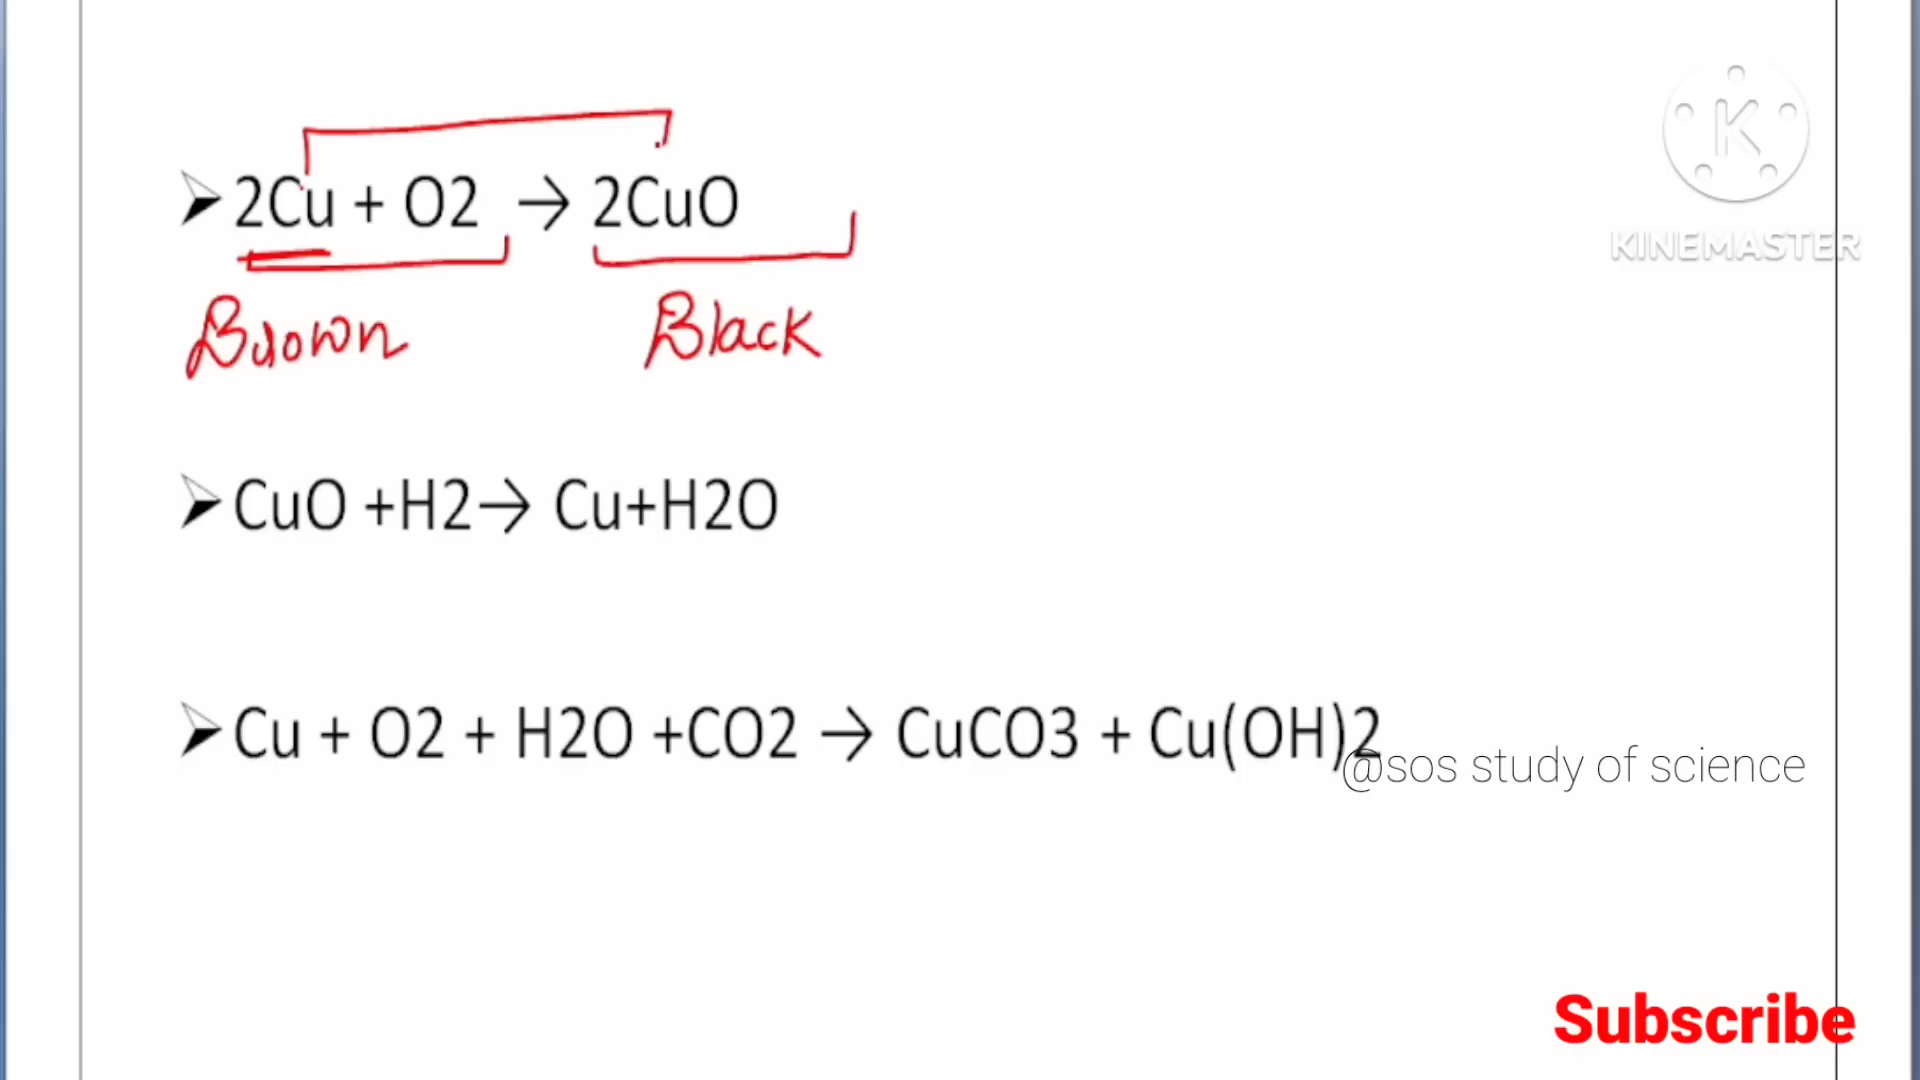 2Cu + O2 → 2CuO
Brown Black
KINEMASTER
CuO +H2→ Cu+H2O
Cu + O2 + H2O +CO2 → CuCO3 + Cu(OH)2
@sos study of science
Subscribe